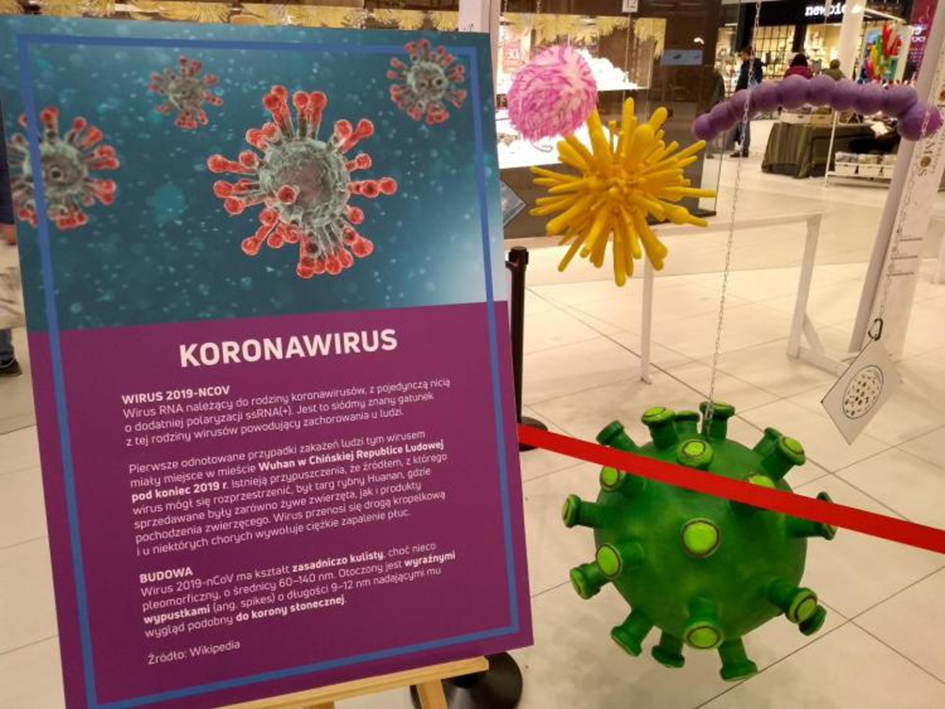 newbie
KORONAWIRUS
WIRUS 2019-NCOV
Wirus RNA należący do rodziny koronawirusów, z pojedynczą nicią
o dodatniej polaryzacji ssRNA(+). Jest to siódmy znany gatunek
z tej rodziny wirusów powodujący zachorowania u ludzi.
Pierwsze odnotowane przypadki zakażeń ludzi tym wirusem
miały miejsce w mieście Wuhan w Chińskiej Republice Ludowej
pod koniec 2019 r. Istnieją przypuszczenia, że źródłem, z którego
wirus mógł się rozprzestrzenić, był targ rybny Huanan, gdzie
sprzedawane były zarówno żywe zwierzęta, jak i produkty
pochodzenia zwierzęcego. Wirus przenosi się drogą kropelkową
i u niektórych chorych wywołuje ciężkie zapalenie płuc.
BUDOWA
Wirus 2019-nCoV ma kształt zasadniczo kulisty, choć nieco
pleomorficzny, o średnicy 60–140 nm. Otoczony jest wyraźnymi
wypustkami (ang. spikes) o długości 9–12 nm nadającymi mu
wygląd podobny do korony słonecznej.
Źródło: Wikipedia